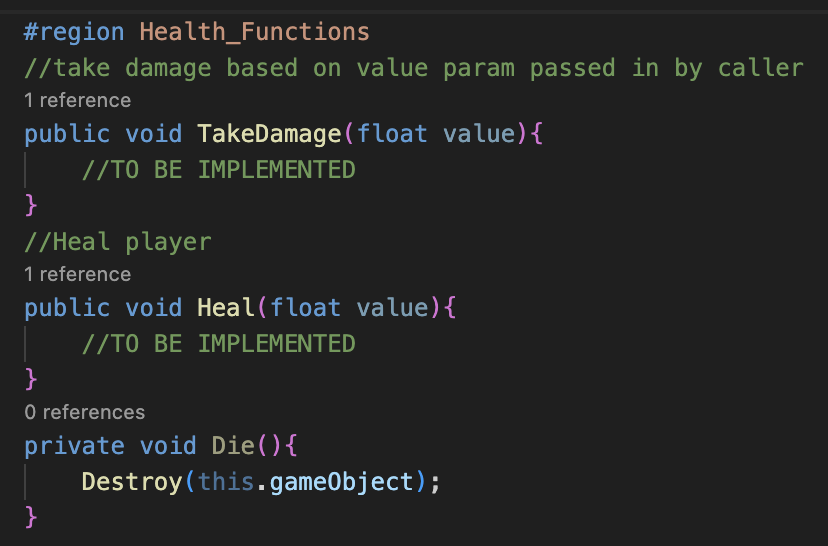 #region Health_Functions
//take damage based on value param passed in by caller
1 reference
public void TakeDamage(float value){
//TO BE IMPLEMENTED
}
//Heal player
1 reference
public void Heal(float value){
//TO BE IMPLEMENTED
}
0 references
private void Die(){
Destroy(this.gameObject);
}